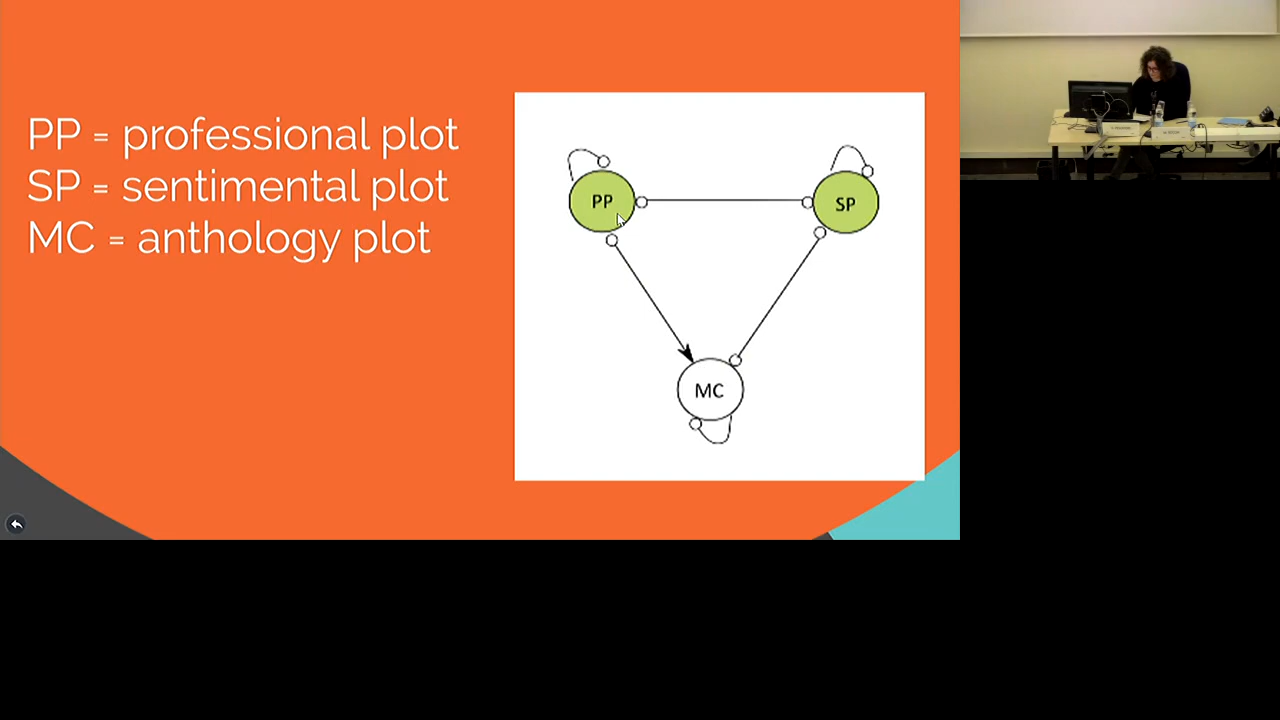 PP = professional plot
SP = sentimental plot
MC = anthology plot
PP
SP
MC